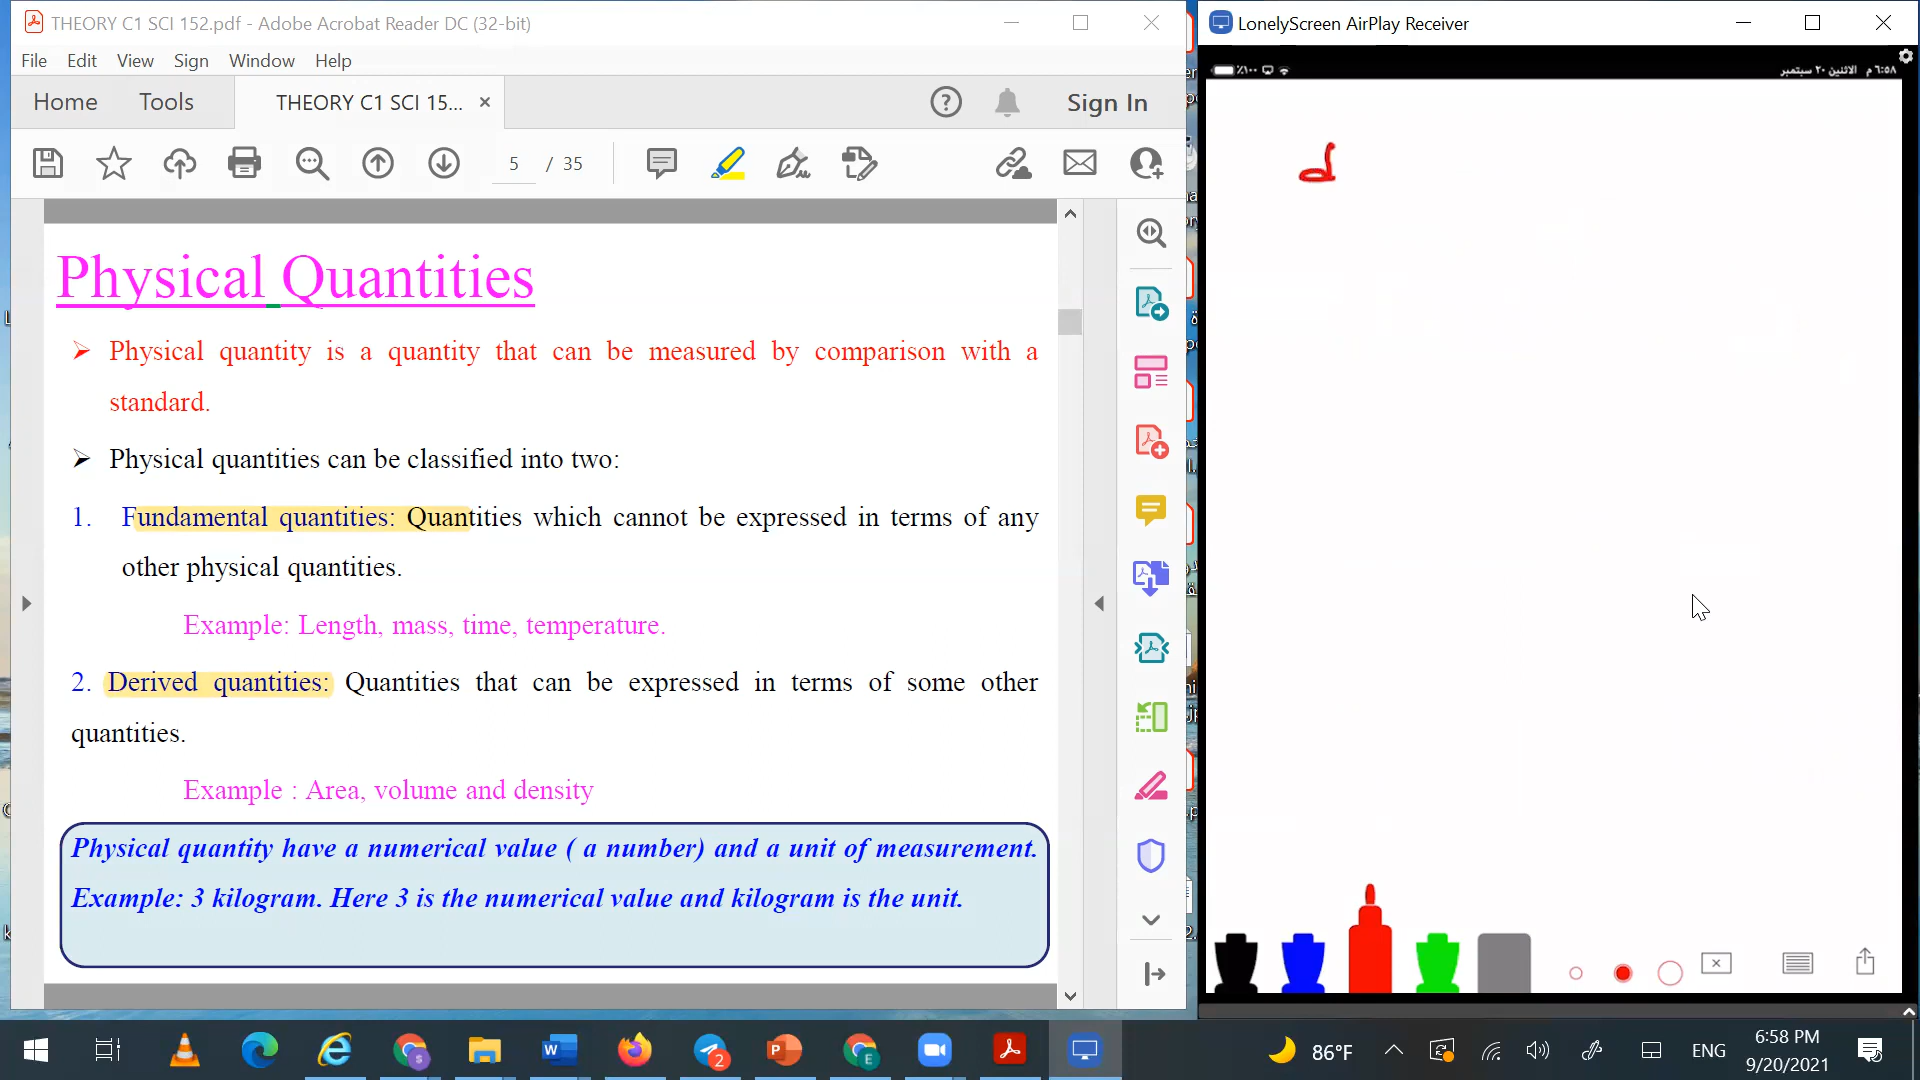 THEORY C1 SCI 152.pdf - Adobe Acrobat Reader DC (32-bit)
File Edit View Sign Window Help
Home Tools THEORY C1 SCI 15... × Sign In
5 / 35
Physical Quantities
➢ Physical quantity is a quantity that can be measured by comparison with a
standard.
➢ Physical quantities can be classified into two:
1. Fundamental quantities: Quantities which cannot be expressed in terms of any
other physical quantities.
Example: Length, mass, time, temperature.
2. Derived quantities: Quantities that can be expressed in terms of some other
quantities.
Example : Area, volume and density
Physical quantity have a numerical value ( a number) and a unit of measurement.
Example: 3 kilogram. Here 3 is the numerical value and kilogram is the unit.
LonelyScreen AirPlay Receiver
٦:٥٨ م الاثنين ٢٠ سبتمبر
٪١٠٠
d
86°F
ENG
6:58 PM
9/20/2021